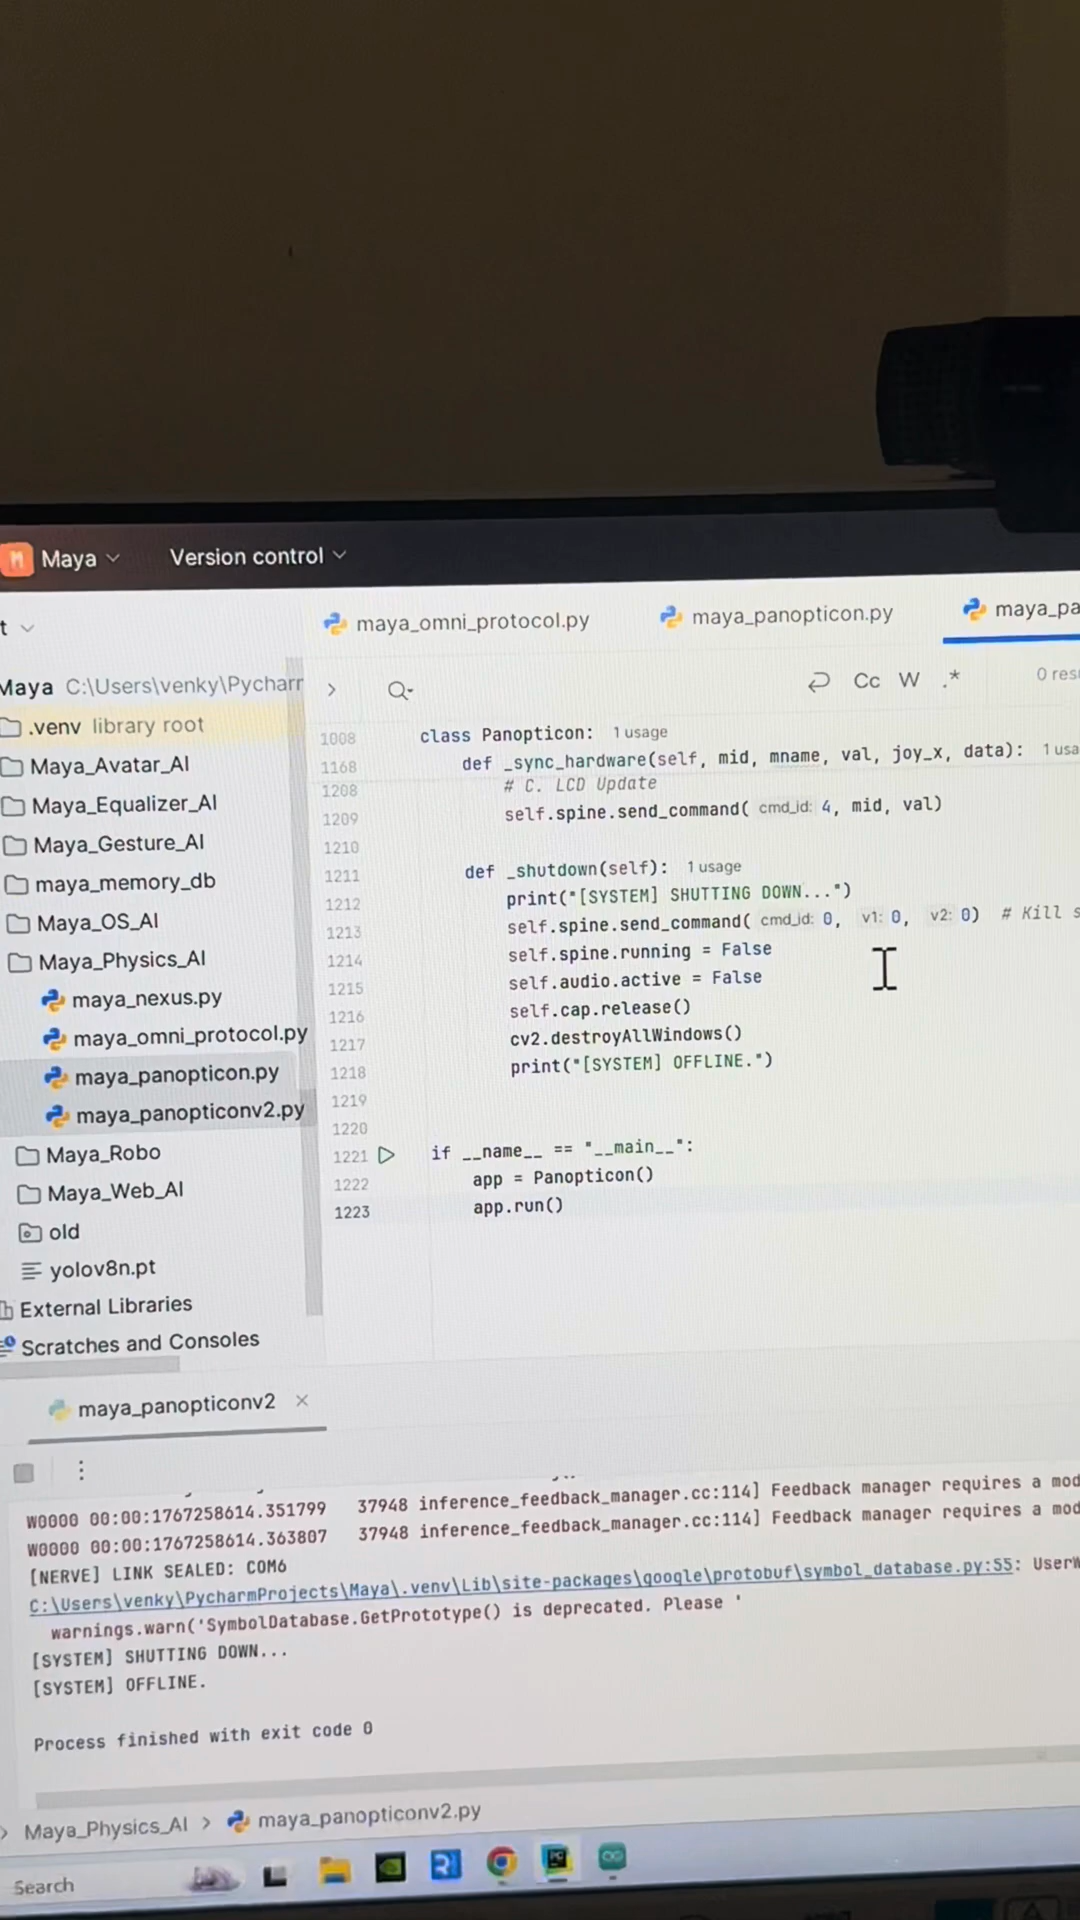 Maya
Version control
t
maya_omni_protocol.py
maya_panopticon.py
maya_pa
Maya C:\Users\venky\Pycharr
Cc W .*
0 res
.venv library root
Maya_Avatar_AI
Maya_Equalizer_AI
Maya_Gesture_AI
maya_memory_db
Maya_OS_AI
Maya_Physics_AI
maya_nexus.py
maya_omni_protocol.py
maya_panopticon.py
maya_panopticonv2.py
Maya_Robo
Maya_Web_AI
old
yolov8n.pt
External Libraries
Scratches and Consoles
1008 class Panopticon: 1 usage
1168 def _sync_hardware(self, mid, mname, val, joy_x, data): 1 usa
1208 # C. LCD Update
1209 self.spine.send_command( cmd_id: 4, mid, val)
1210
1211 def _shutdown(self): 1 usage
1212 print("[SYSTEM] SHUTTING DOWN...")
1213 self.spine.send_command( cmd_id: 0, v1: 0, v2: 0) # Kill s
1214 self.spine.running = False
1215 self.audio.active = False
1216 self.cap.release()
1217 cv2.destroyAllWindows()
1218 print("[SYSTEM] OFFLINE.")
1219
1220
1221 if __name__ == "__main__":
1222 app = Panopticon()
1223 app.run()
maya_panopticonv2
W0000 00:00:1767258614.351799 37948 inference_feedback_manager.cc:114] Feedback manager requires a mod
W0000 00:00:1767258614.363807 37948 inference_feedback_manager.cc:114] Feedback manager requires a mod
[NERVE] LINK SEALED: COM6
C:\Users\venky\PycharmProjects\Maya\.venv\Lib\site-packages\google\protobuf\symbol_database.py:55: UserW
warnings.warn('SymbolDatabase.GetPrototype() is deprecated. Please '
[SYSTEM] SHUTTING DOWN...
[SYSTEM] OFFLINE.
Process finished with exit code 0
Maya_Physics_AI > maya_panopticonv2.py
Search